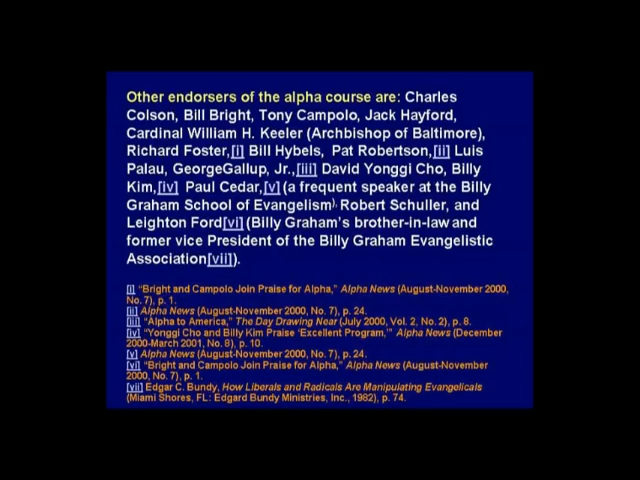 Other endorsers of the alpha course are: Charles
Colson, Bill Bright, Tony Campolo, Jack Hayford,
Cardinal William H. Keeler (Archbishop of Baltimore),
Richard Foster,[i] Bill Hybels,  Pat Robertson,[ii] Luis
Palau, GeorgeGallup, Jr.,[iii] David Yonggi Cho, Billy
Kim,[iv]  Paul Cedar,[v] (a frequent speaker at the Billy
Graham School of Evangelism), Robert Schuller, and
Leighton Ford[vi] (Billy Graham's brother-in-law and
former vice President of the Billy Graham Evangelistic
Association[vii]).
[i] “Bright and Campolo Join Praise for Alpha,” Alpha News (August-November 2000,
No. 7), p. 1.
[ii] Alpha News (August-November 2000, No. 7), p. 24.
[iii] “Alpha to America,” The Day Drawing Near (July 2000, Vol. 2, No. 2), p. 8.
[iv] “Yonggi Cho and Billy Kim Praise ‘Excellent Program,’” Alpha News (December
2000-March 2001, No. 8), p. 10.
[v] Alpha News (August-November 2000, No. 7), p. 24.
[vi] “Bright and Campolo Join Praise for Alpha,” Alpha News (August-November
2000, No. 7), p. 1.
[vii] Edgar C. Bundy, How Liberals and Radicals Are Manipulating Evangelicals
(Miami Shores, FL: Edgard Bundy Ministries, Inc., 1982), p. 74.